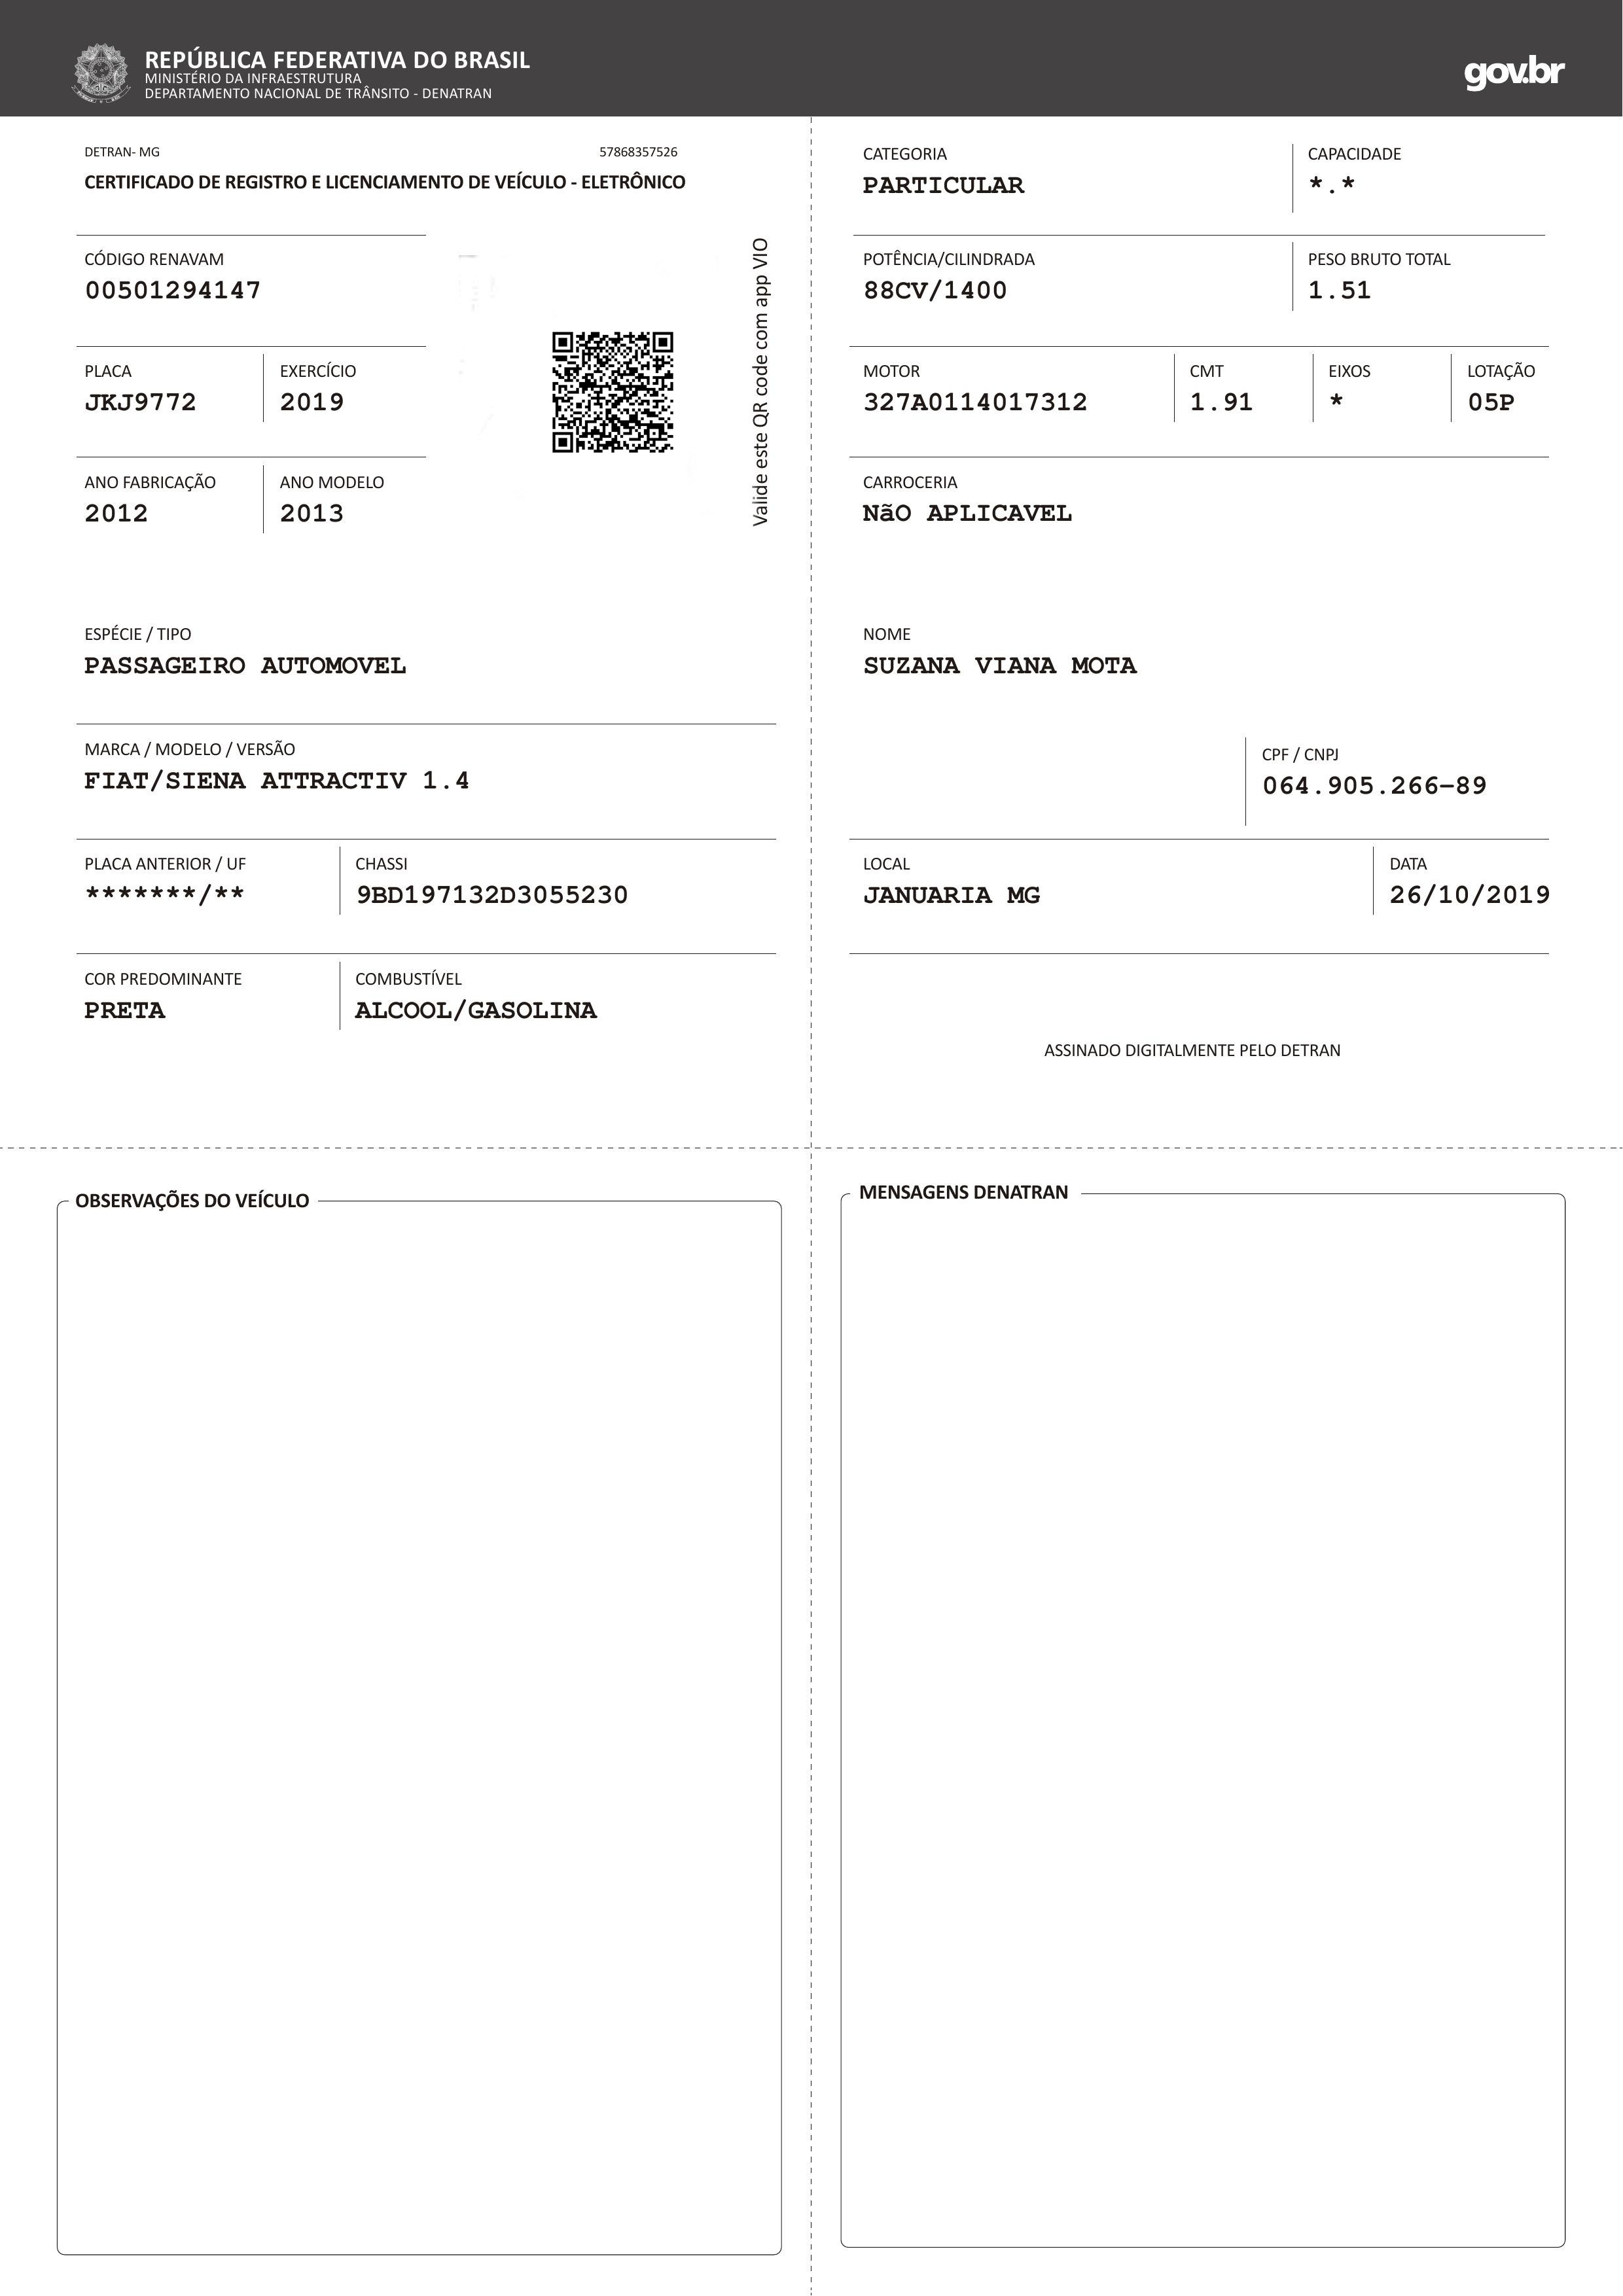 REPÚBLICA FEDERATIVA DO BRASIL
MINISTÉRIO DA INFRAESTRUTURA
DEPARTAMENTO NACIONAL DE TRÂNSITO - DENATRAN
gov.br
DETRAN- MG 57868357526
CERTIFICADO DE REGISTRO E LICENCIAMENTO DE VEÍCULO - ELETRÔNICO
CÓDIGO RENAVAM
00501294147
PLACA EXERCÍCIO
JKJ9772 2019
ANO FABRICAÇÃO ANO MODELO
2012 2013
Valide este QR code com app VIO
ESPÉCIE / TIPO
PASSAGEIRO AUTOMOVEL
MARCA / MODELO / VERSÃO
FIAT/SIENA ATTRACTIV 1.4
PLACA ANTERIOR / UF CHASSI
*******/** 9BD197132D3055230
COR PREDOMINANTE COMBUSTÍVEL
PRETA ALCOOL/GASOLINA
CATEGORIA CAPACIDADE
PARTICULAR *.*
POTÊNCIA/CILINDRADA PESO BRUTO TOTAL
88CV/1400 1.51
MOTOR CMT EIXOS LOTAÇÃO
327A0114017312 1.91 * 05P
CARROCERIA
NãO APLICAVEL
NOME
SUZANA VIANA MOTA
CPF / CNPJ
064.905.266-89
LOCAL DATA
JANUARIA MG 26/10/2019
ASSINADO DIGITALMENTE PELO DETRAN
OBSERVAÇÕES DO VEÍCULO
MENSAGENS DENATRAN